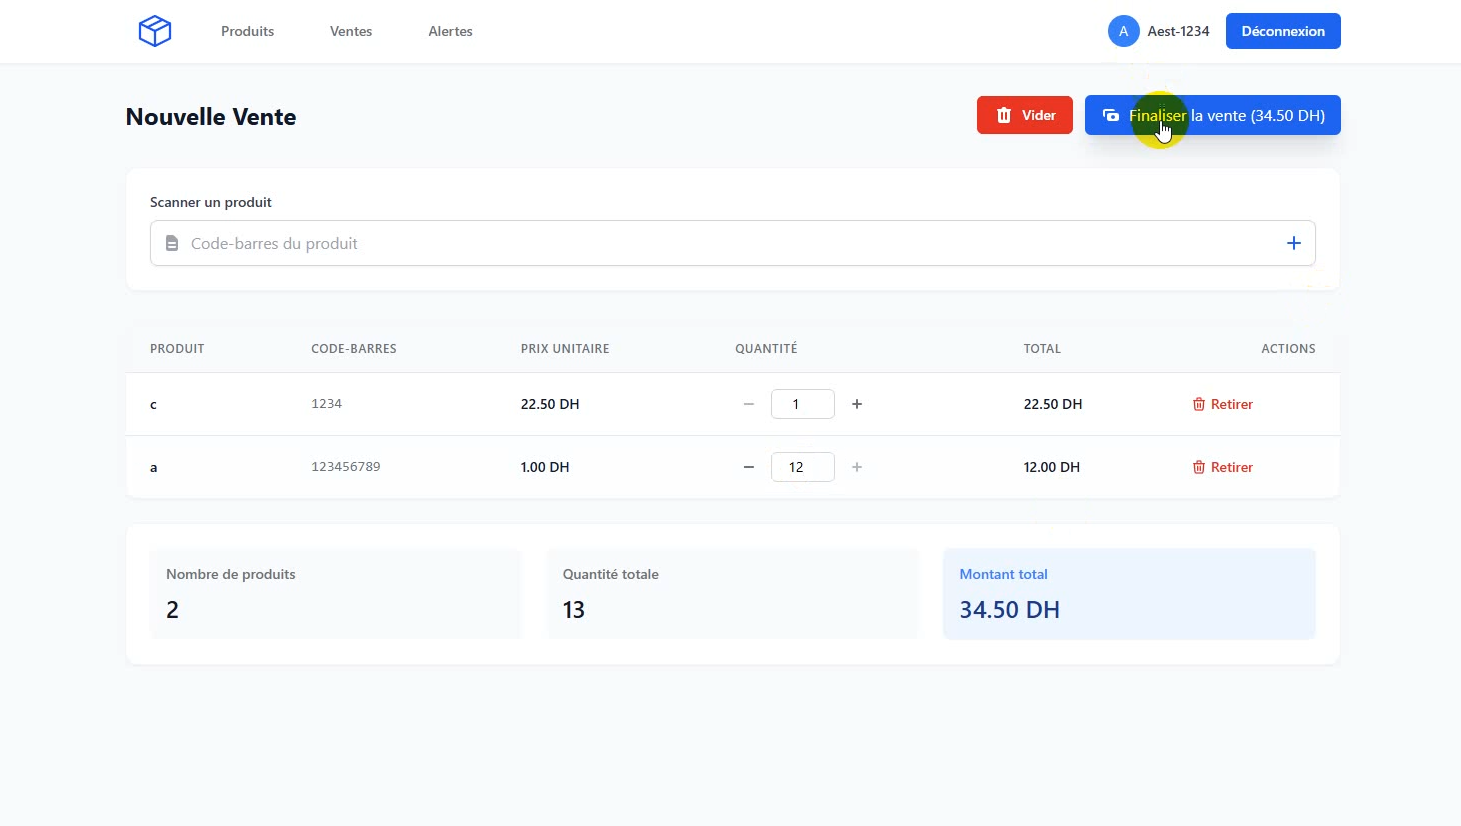 Produits Ventes Alertes A Aest-1234 Déconnexion
Nouvelle Vente Vider Finaliser la vente (34.50 DH)
Scanner un produit
Code-barres du produit
PRODUIT CODE-BARRES PRIX UNITAIRE QUANTITÉ TOTAL ACTIONS
c 1234 22.50 DH − 1 + 22.50 DH Retirer
a 123456789 1.00 DH − 12 + 12.00 DH Retirer
Nombre de produits Quantité totale Montant total
2 13 34.50 DH